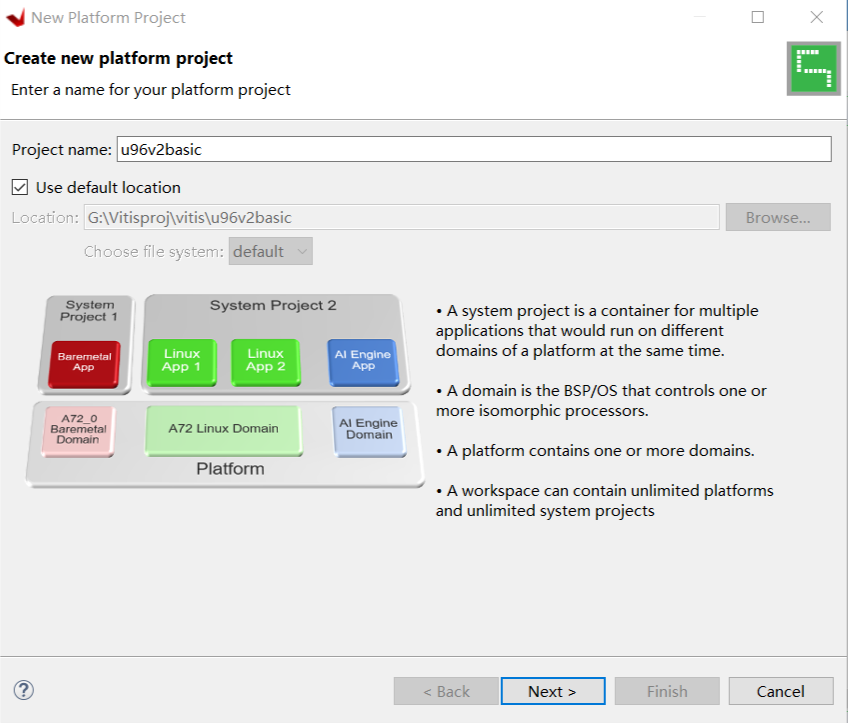 New Platform Project
Create new platform project
Enter a name for your platform project
Project name: u96v2basic
Use default location
Location: G:\Vitisproj\vitis\u96v2basic Browse...
Choose file system: default
System
Project 1
System Project 2
Baremetal
App
Linux
App 1
Linux
App 2
AI Engine
App
A72_0
Baremetal
Domain
A72 Linux Domain
AI Engine
Domain
Platform
• A system project is a container for multiple
applications that would run on different
domains of a platform at the same time.
• A domain is the BSP/OS that controls one or
more isomorphic processors.
• A platform contains one or more domains.
• A workspace can contain unlimited platforms
and unlimited system projects
? < Back Next > Finish Cancel